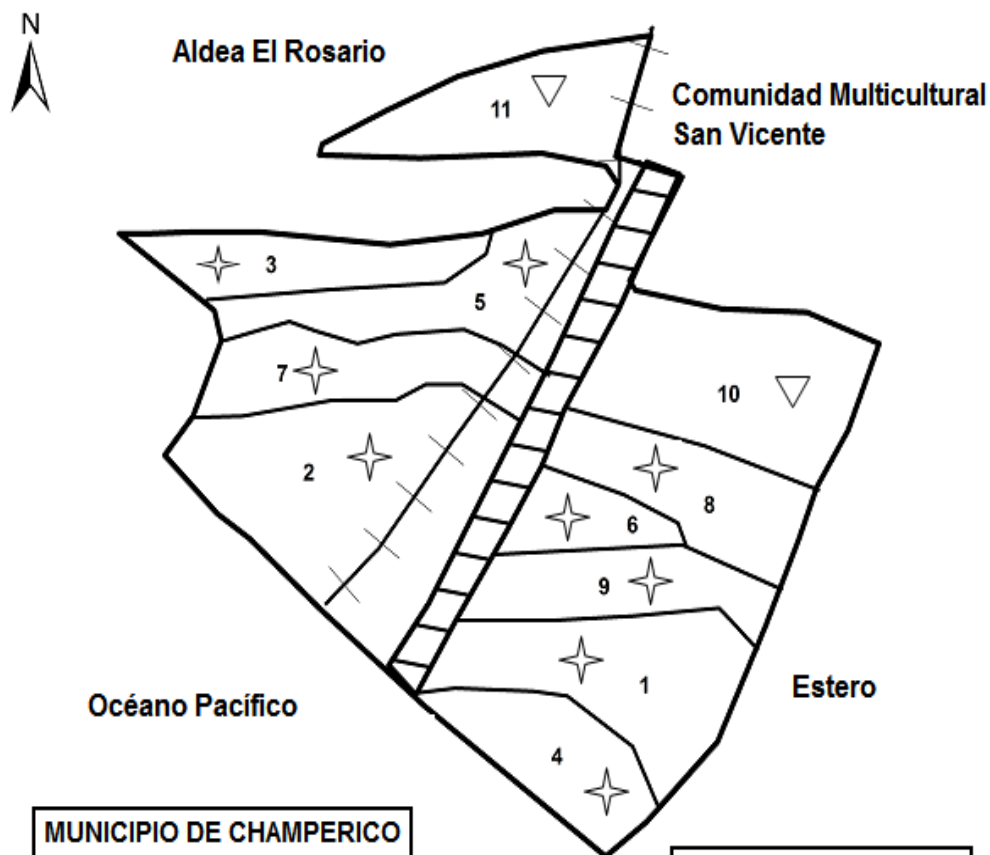 N
Aldea El Rosario
11
Comunidad Multicultural
San Vicente
3
5
7
10
2
8
6
9
1
Estero
Océano Pacífico
4
MUNICIPIO DE CHAMPERICO